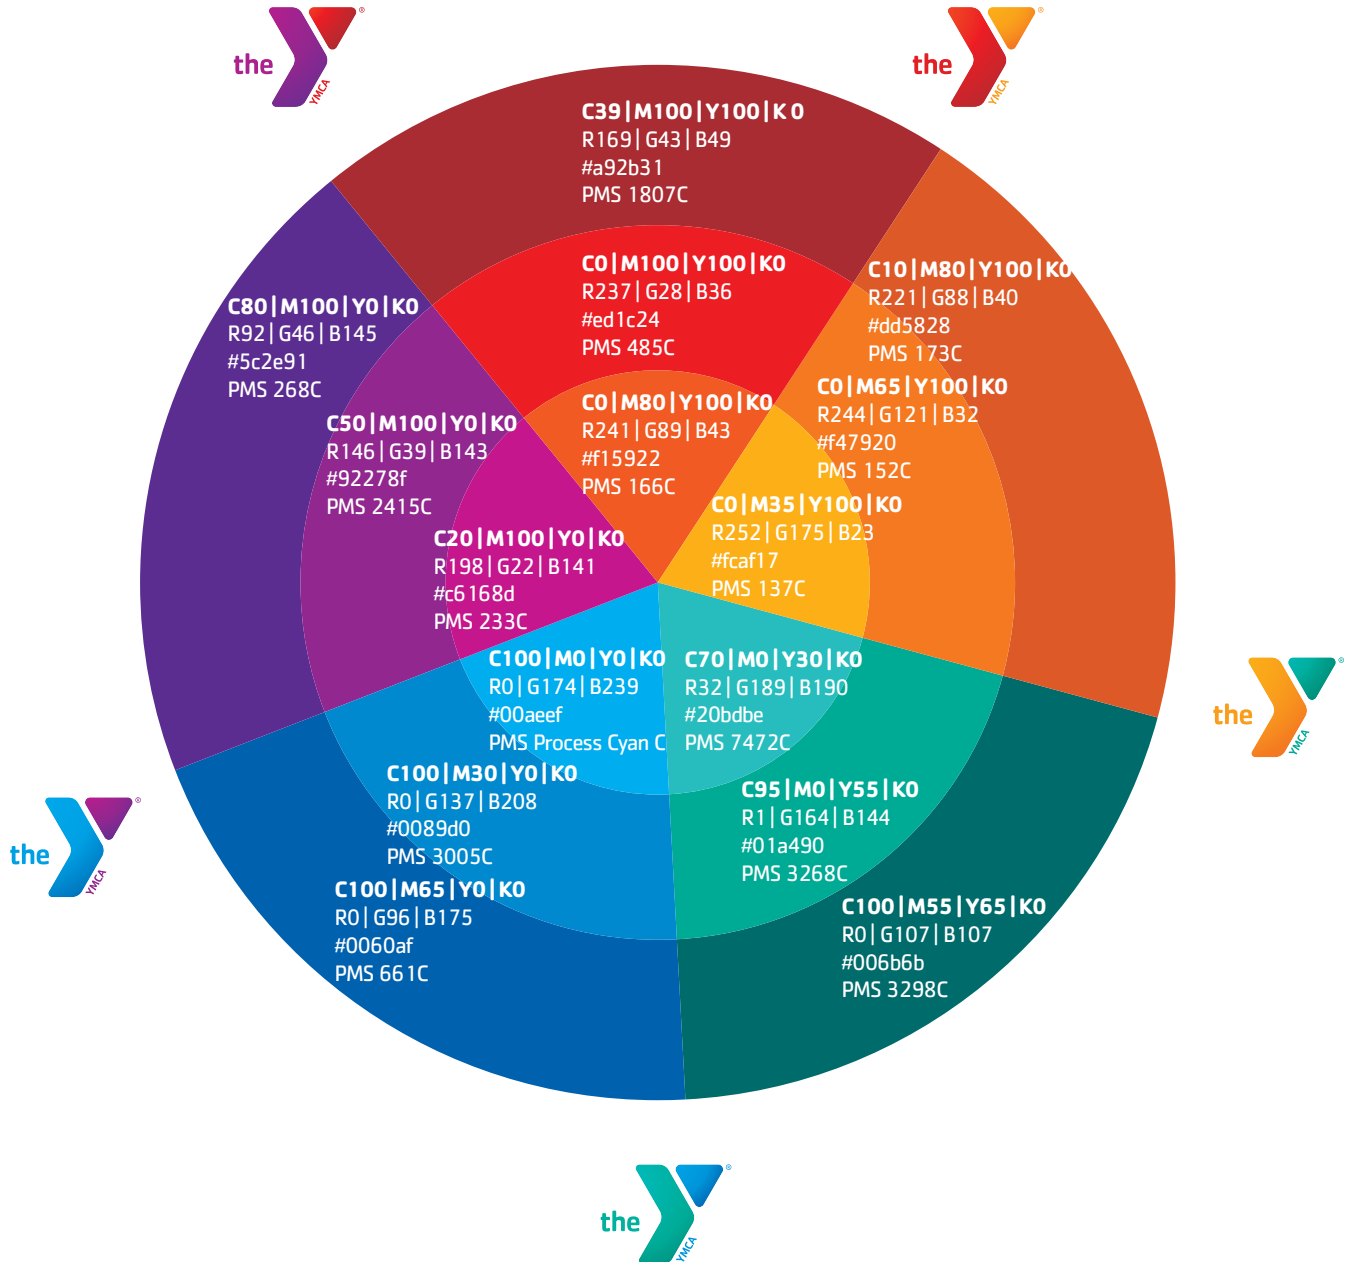 the
YMCA
®
the
YMCA
®
C39|M100|Y100|K 0
R169|G43|B49
#a92b31
PMS 1807C
C0|M100|Y100|K0
R237|G28|B36
#ed1c24
PMS 485C
C0|M80|Y100|K0
R241|G89|B43
#f15922
PMS 166C
C10|M80|Y100|K0
R221|G88|B40
#dd5828
PMS 173C
C0|M65|Y100|K0
R244|G121|B32
#f47920
PMS 152C
C0|M35|Y100|K0
R252|G175|B23
#fcaf17
PMS 137C
C80|M100|Y0|K0
R92|G46|B145
#5c2e91
PMS 268C
C50|M100|Y0|K0
R146|G39|B143
#92278f
PMS 2415C
C20|M100|Y0|K0
R198|G22|B141
#c6168d
PMS 233C
C100|M0|Y0|K0
R0|G174|B239
#00aeef
PMS Process Cyan C
C70|M0|Y30|K0
R32|G189|B190
#20bdbe
PMS 7472C
C100|M30|Y0|K0
R0|G137|B208
#0089d0
PMS 3005C
C95|M0|Y55|K0
R1|G164|B144
#01a490
PMS 3268C
C100|M65|Y0|K0
R0|G96|B175
#0060af
PMS 661C
C100|M55|Y65|K0
R0|G107|B107
#006b6b
PMS 3298C
the
YMCA
®
the
YMCA
®
the
YMCA
®